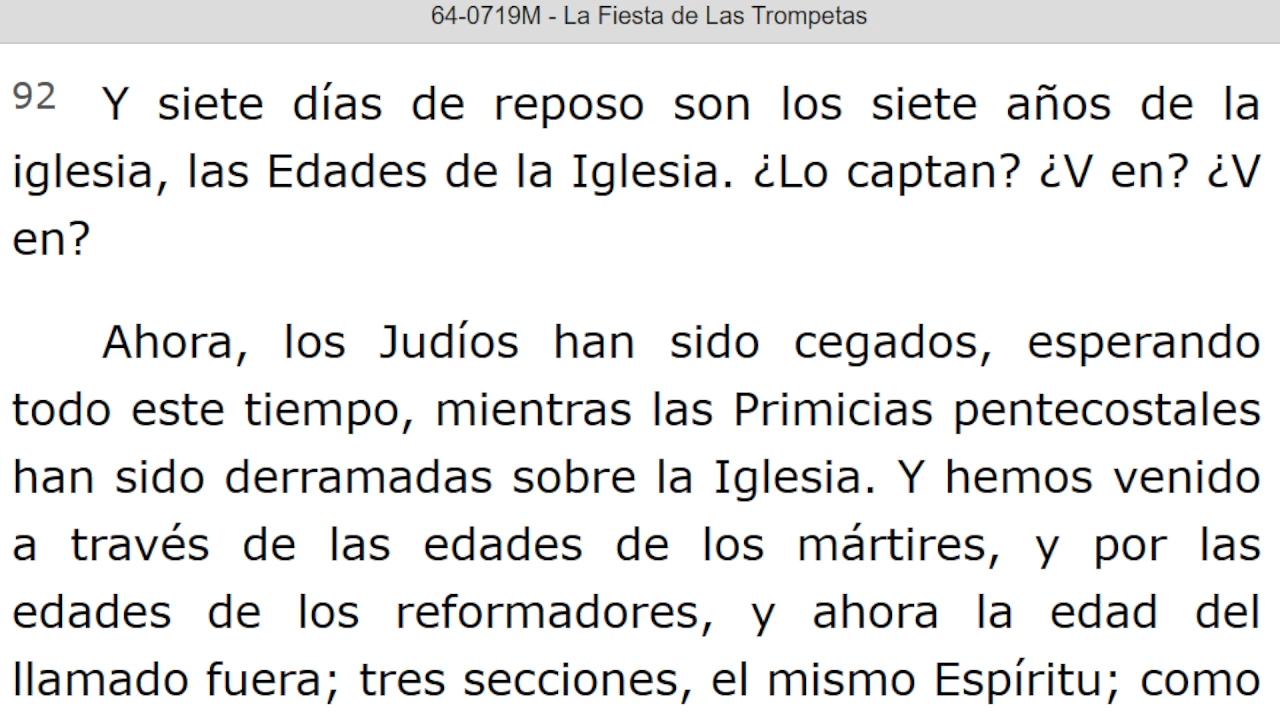 64-0719M - La Fiesta de Las Trompetas
92 Y siete días de reposo son los siete años de la
iglesia, las Edades de la Iglesia. ¿Lo captan? ¿V en? ¿V
en?
Ahora, los Judíos han sido cegados, esperando
todo este tiempo, mientras las Primicias pentecostales
han sido derramadas sobre la Iglesia. Y hemos venido
a través de las edades de los mártires, y por las
edades de los reformadores, y ahora la edad del
llamado fuera; tres secciones, el mismo Espíritu; como